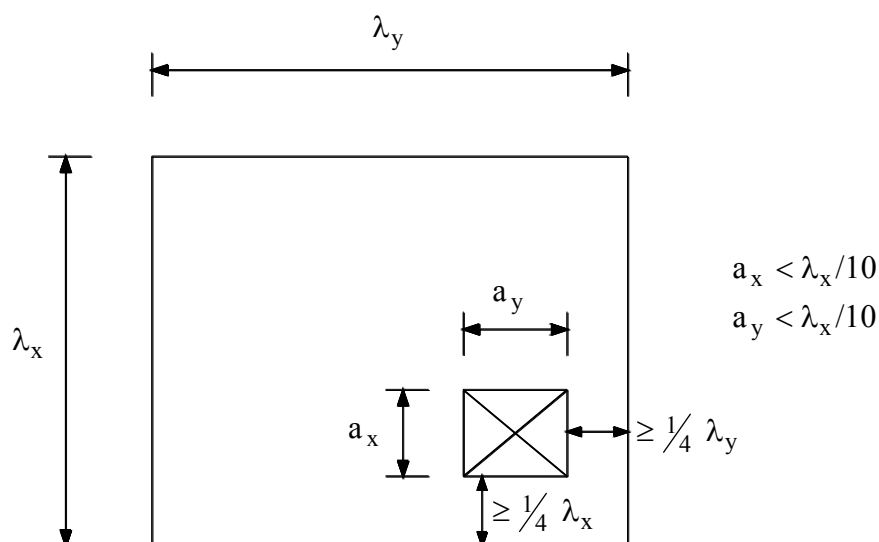 λy
ax < λx/10
ay < λx/10
ay
λx
ax
≥ 1/4 λy
≥ 1/4 λx